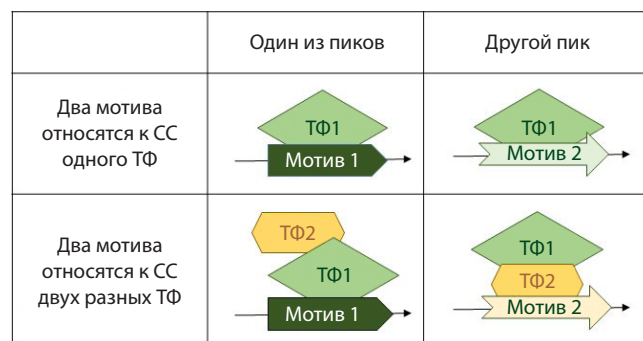 Один из пиков
Другой пик
Два мотива
относятся к СС
одного ТФ
ТФ1
Мотив 1
ТФ1
Мотив 2
Два мотива
относятся к СС
двух разных ТФ
ТФ2
ТФ1
Мотив 1
ТФ1
ТФ2
Мотив 2